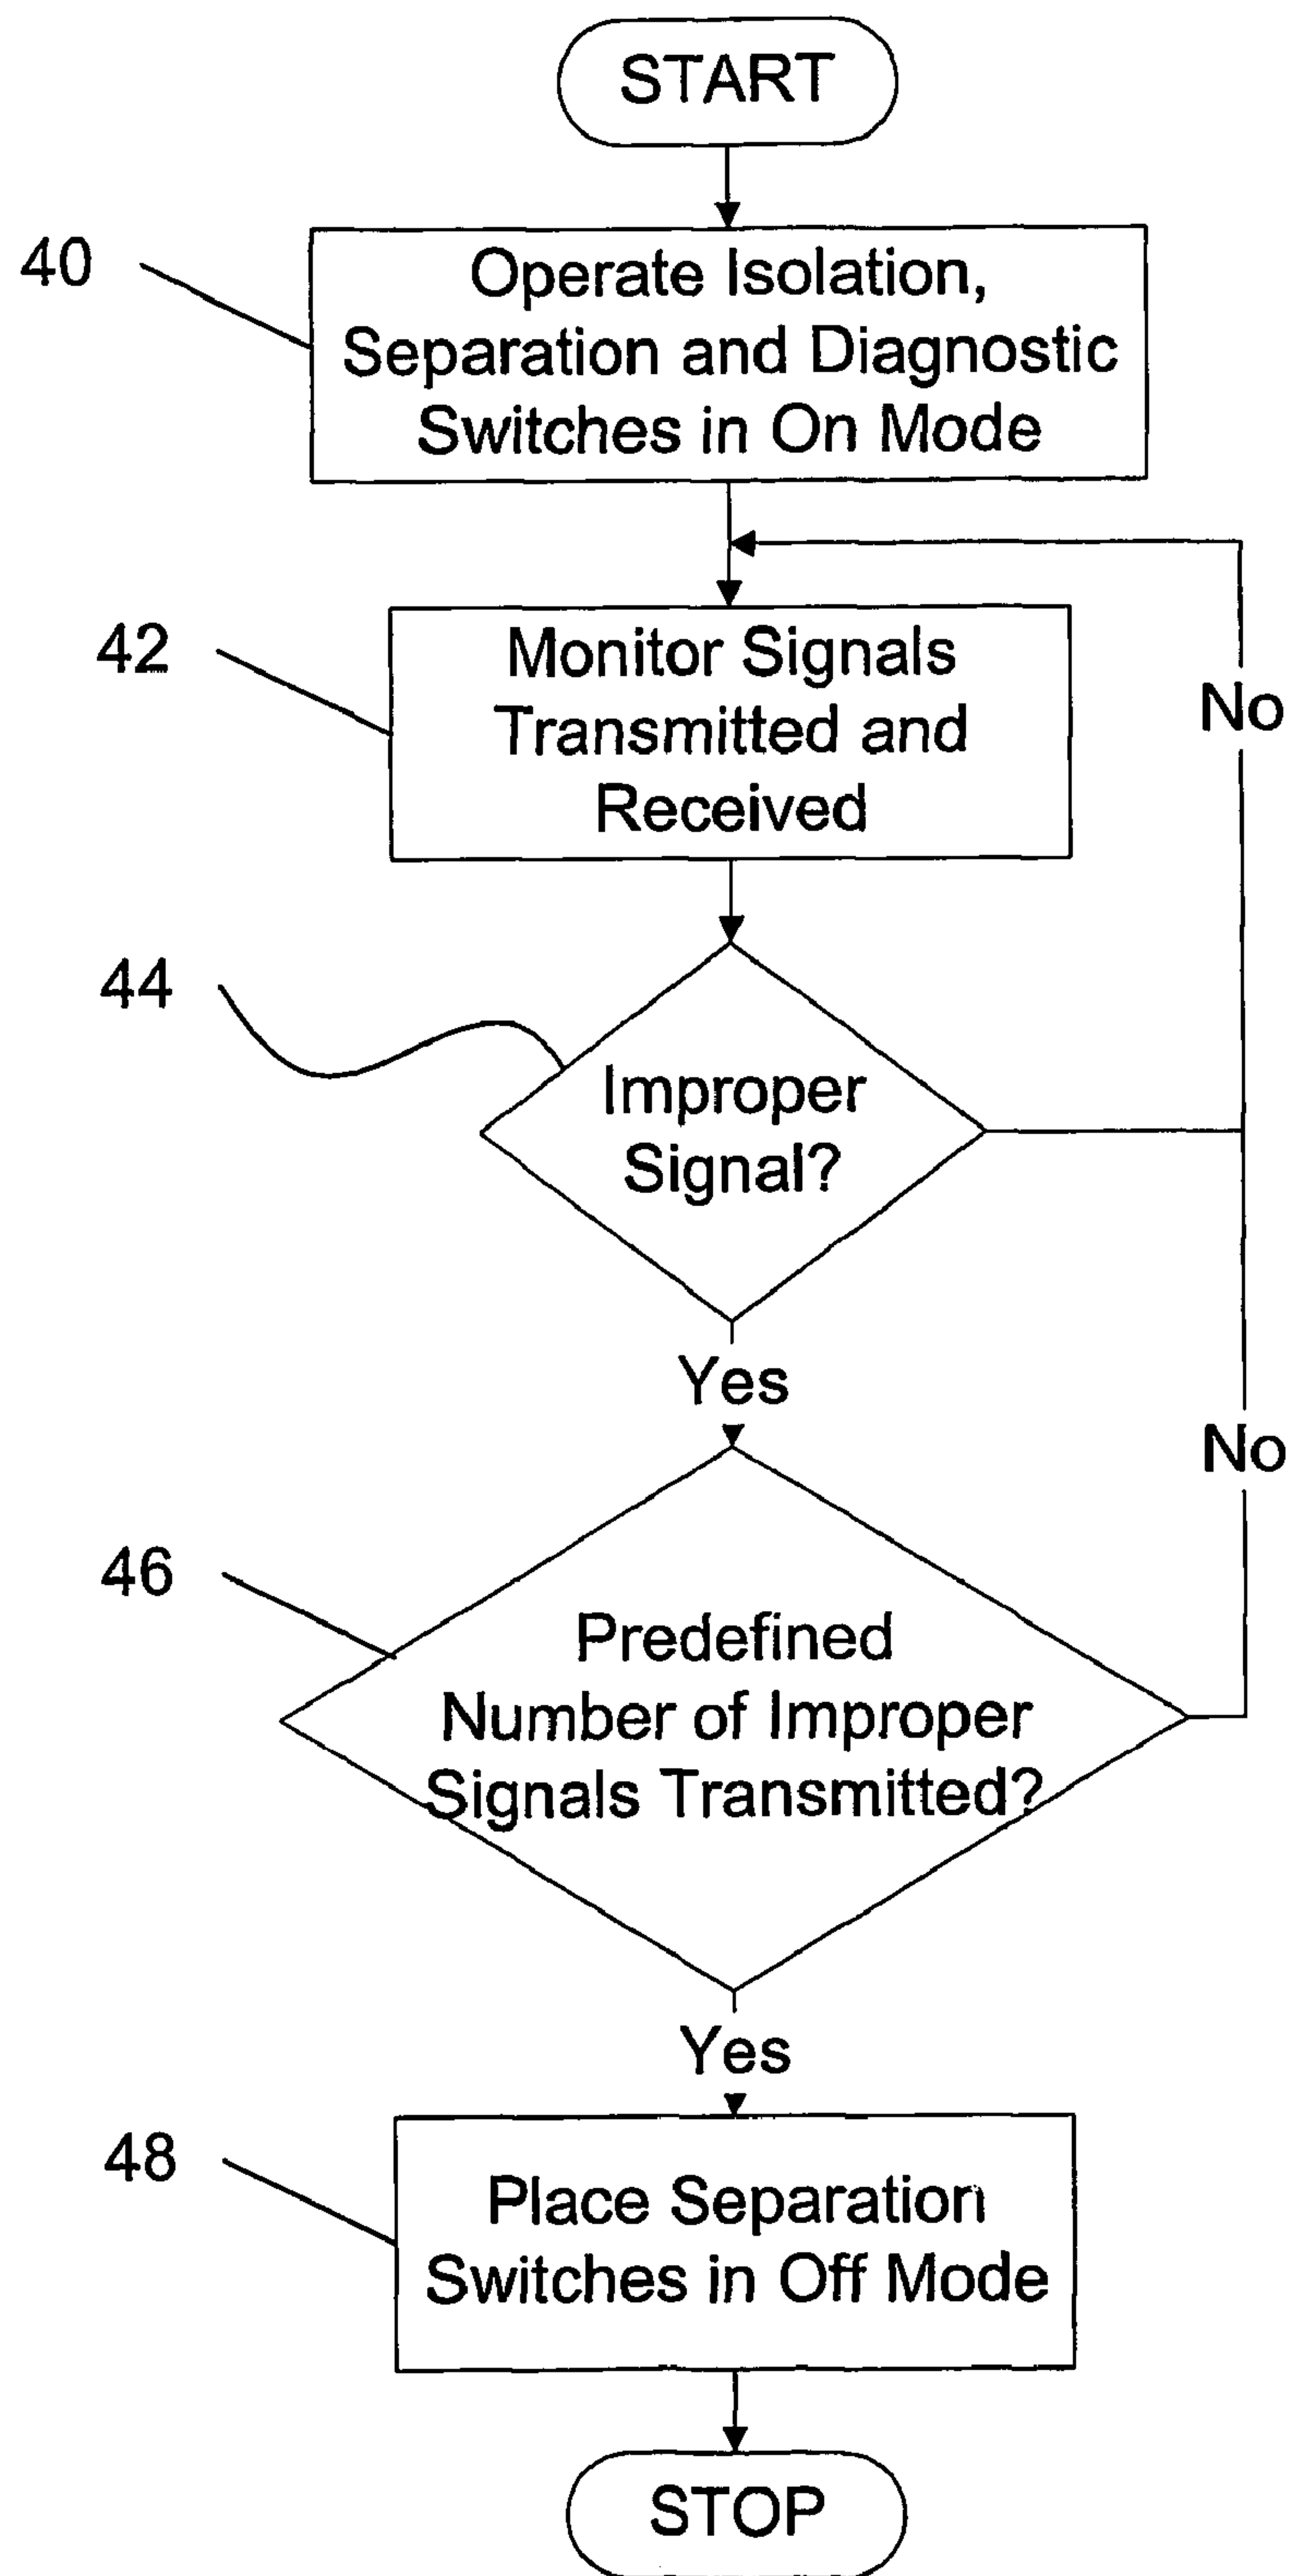 START
40
Operate Isolation,
Separation and Diagnostic
Switches in On Mode
42
Monitor Signals
Transmitted and
Received
No
44
Improper
Signal?
Yes
No
46
Predefined
Number of Improper
Signals Transmitted?
Yes
48
Place Separation
Switches in Off Mode
STOP